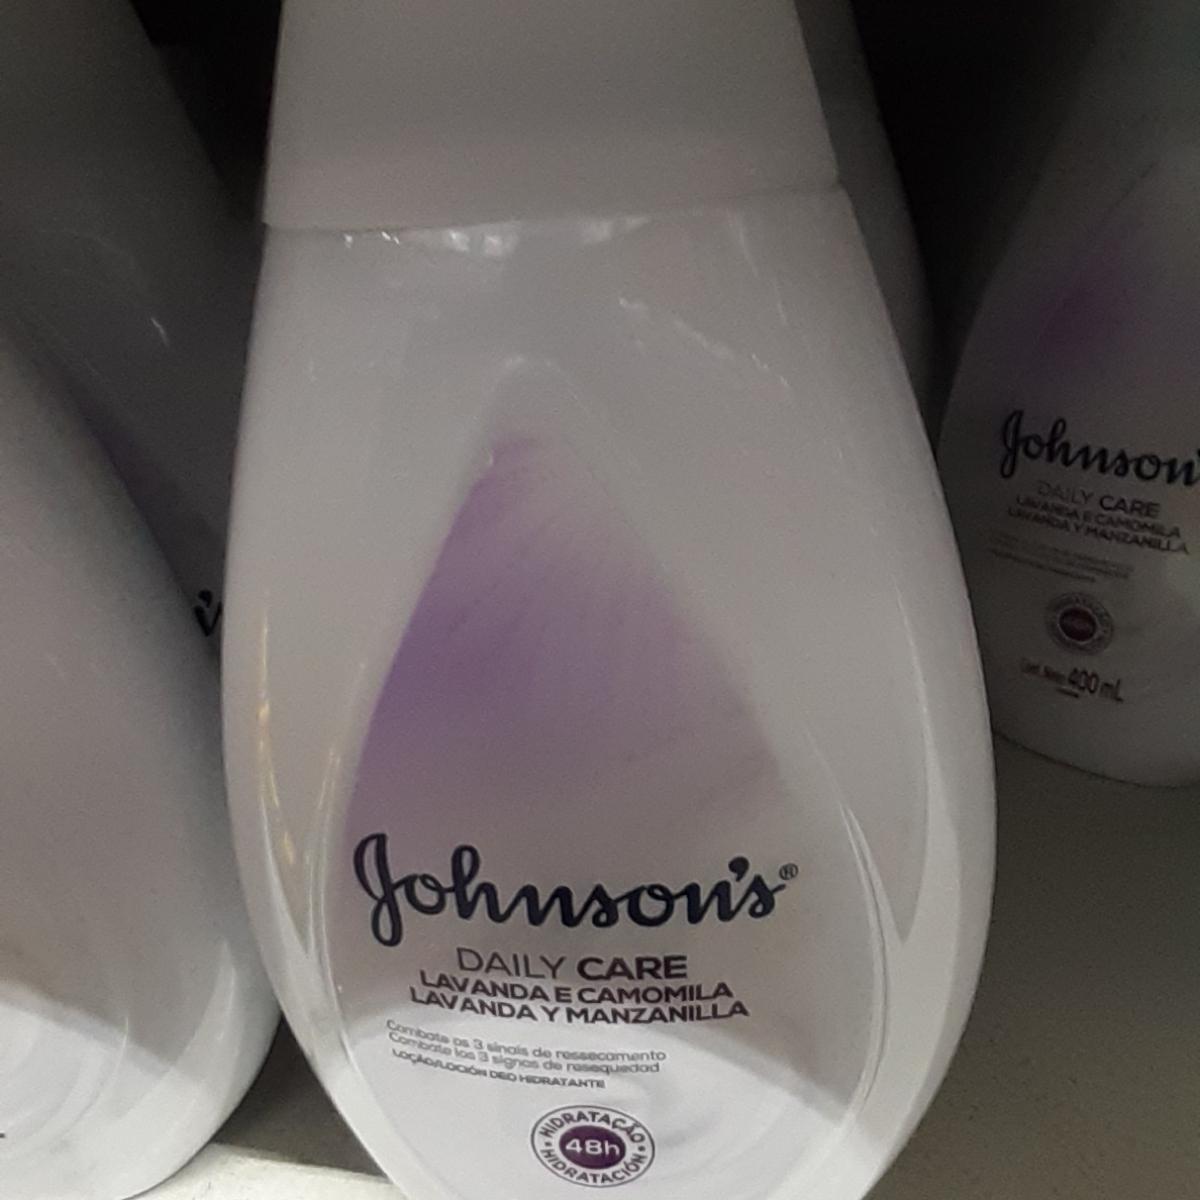 Johnson's®
DAILY CARE
LAVANDA E CAMOMILA
LAVANDA Y MANZANILLA
Combate os 3 sinais de ressecamento
Combate los 3 signos de resequedad
LOÇÃO/LOCIÓN DEO HIDRATANTE
HIDRATAÇÃO
48h
HIDRATACIÓN
Johnson'
DAILY CARE
LAVANDA E CAMOMILA
LAVANDA Y MANZANILLA
48h
400 mL